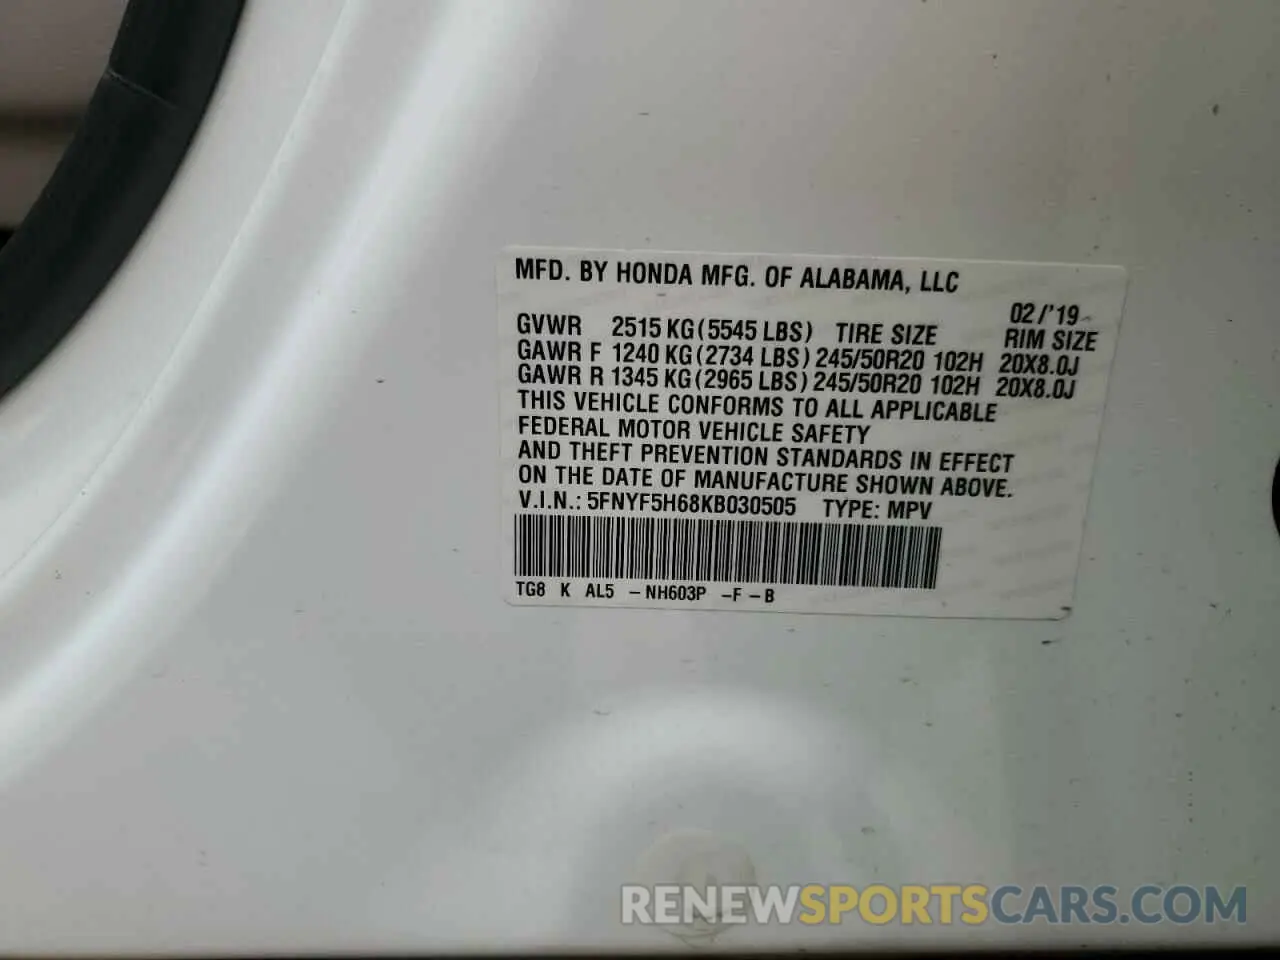 MFD. BY HONDA MFG. OF ALABAMA, LLC
02/'19
GVWR 2515 KG (5545 LBS) TIRE SIZE RIM SIZE
GAWR F 1240 KG (2734 LBS) 245/50R20 102H 20X8.0J
GAWR R 1345 KG (2965 LBS) 245/50R20 102H 20X8.0J
THIS VEHICLE CONFORMS TO ALL APPLICABLE
FEDERAL MOTOR VEHICLE SAFETY
AND THEFT PREVENTION STANDARDS IN EFFECT
ON THE DATE OF MANUFACTURE SHOWN ABOVE.
V.I.N.: 5FNYF5H68KB030505 TYPE: MPV
TG8 K AL5 -NH603P -F-B
RENEWSPORTSCARS.COM